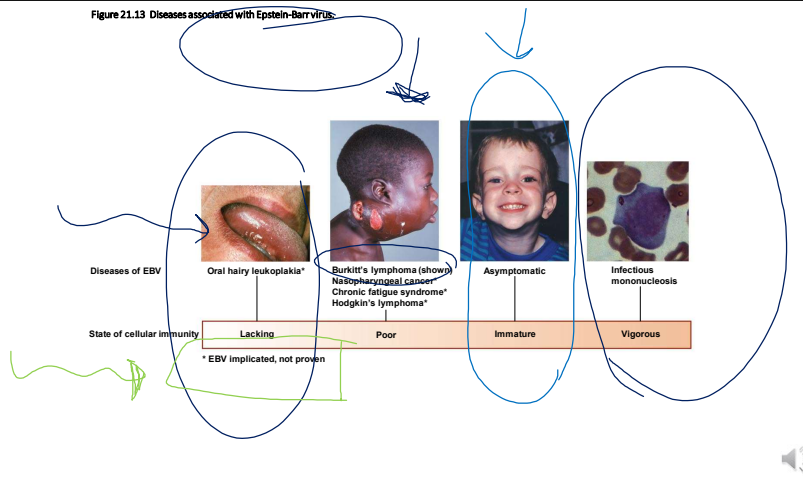 Figure 21.13 Diseases associated with Epstein-Barr virus.
Diseases of EBV
Oral hairy leukoplakia*
Burkitt's lymphoma (shown)
Nasopharyngeal cancer*
Chronic fatigue syndrome*
Hodgkin's lymphoma*
Asymptomatic
Infectious
mononucleosis
State of cellular immunity
Lacking
Poor
Immature
Vigorous
* EBV implicated, not proven